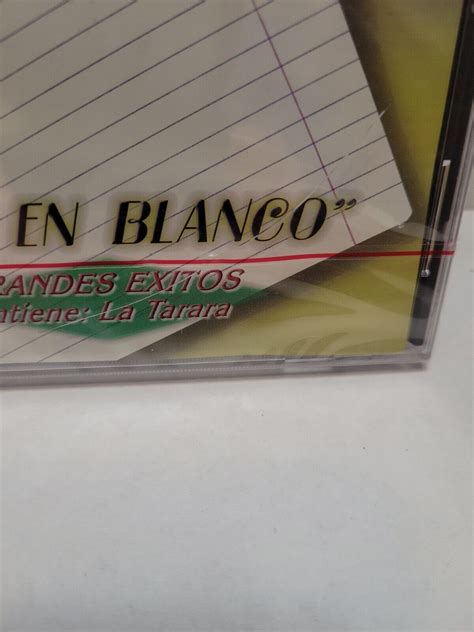 EN BLANCO"
RANDES EXITOS
ntiene: La Tarara